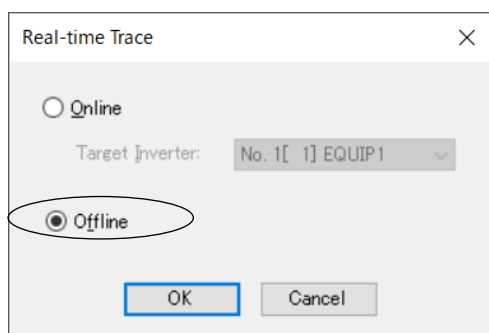 Real-time Trace
Online
Target Inverter: No. 1[ 1] EQUIP1
Offline
OK Cancel